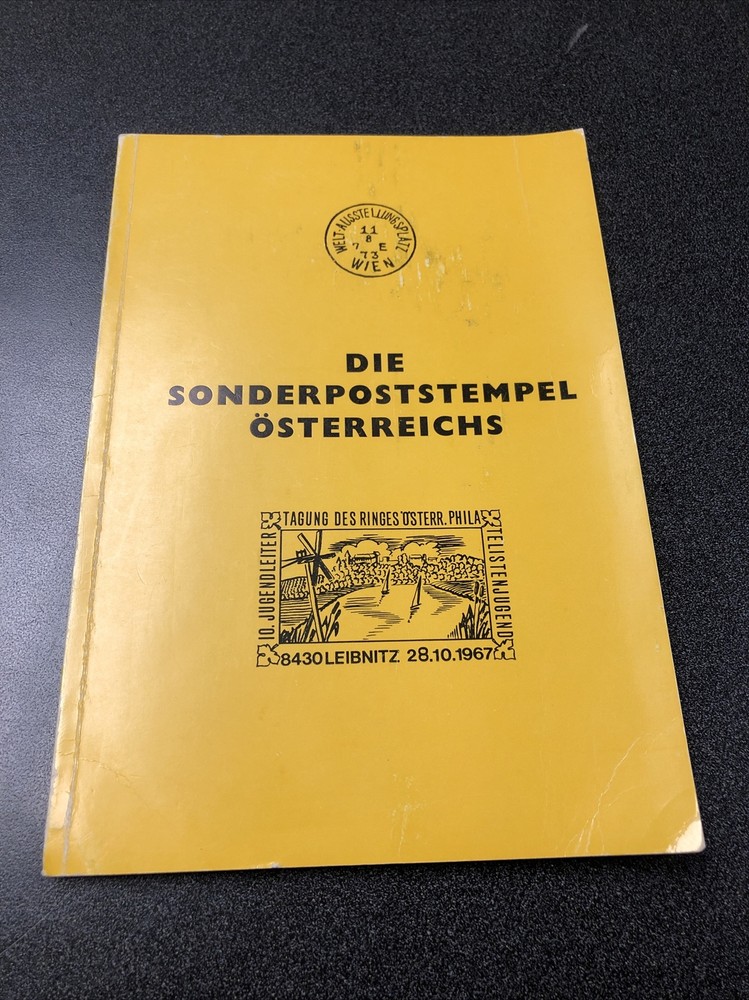 WELT-AUSSTELLUNGSPLATZ
11
8
7 E
73
WIEN
DIE
SONDERPOSTSTEMPEL
ÖSTERREICHS
10. JUGENDLEITER
TAGUNG DES RINGES ÖSTERR. PHILA
TELISTENJUGEND
8430 LEIBNITZ. 28.10.1967